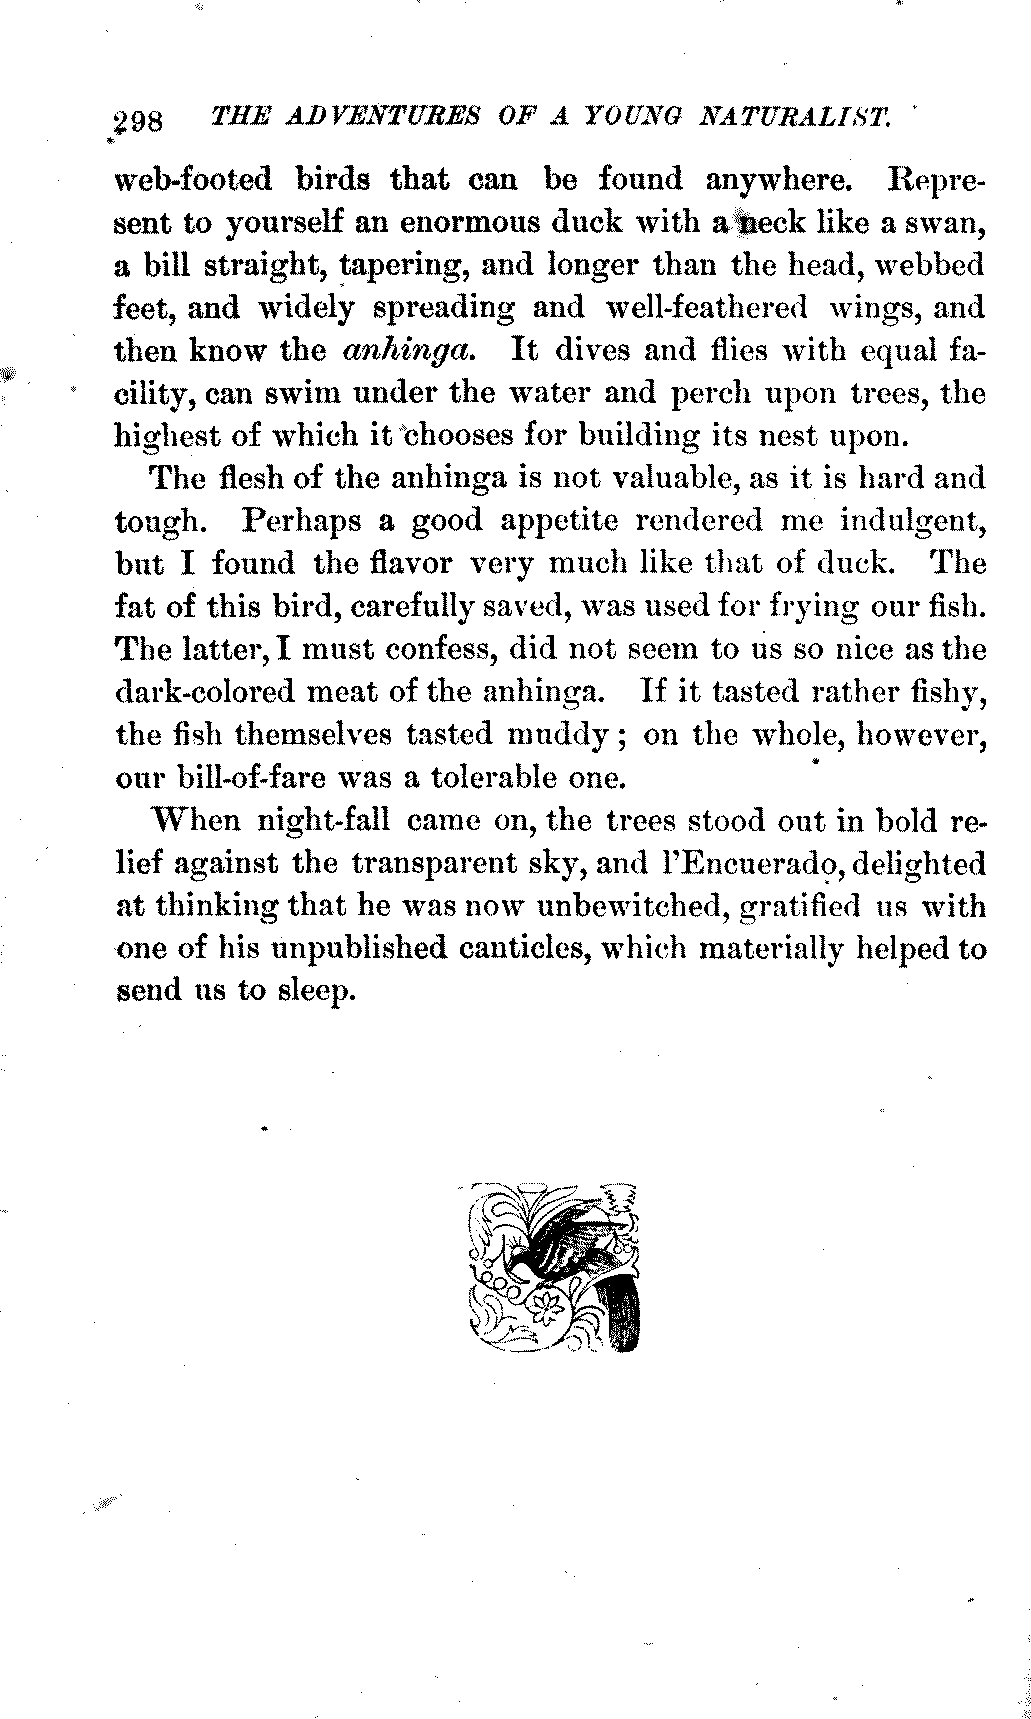 298 THE ADVENTURES OF A YOUNG NATURALIST.
web-footed birds that can be found anywhere. Repre-
sent to yourself an enormous duck with a neck like a swan,
a bill straight, tapering, and longer than the head, webbed
feet, and widely spreading and well-feathered wings, and
then know the anhinga. It dives and flies with equal fa-
cility, can swim under the water and perch upon trees, the
highest of which it chooses for building its nest upon.
The flesh of the anhinga is not valuable, as it is hard and
tough. Perhaps a good appetite rendered me indulgent,
but I found the flavor very much like that of duck. The
fat of this bird, carefully saved, was used for frying our fish.
The latter, I must confess, did not seem to us so nice as the
dark-colored meat of the anhinga. If it tasted rather fishy,
the fish themselves tasted muddy; on the whole, however,
our bill-of-fare was a tolerable one.
When night-fall came on, the trees stood out in bold re-
lief against the transparent sky, and l'Encuerado, delighted
at thinking that he was now unbewitched, gratified us with
one of his unpublished canticles, which materially helped to
send us to sleep.